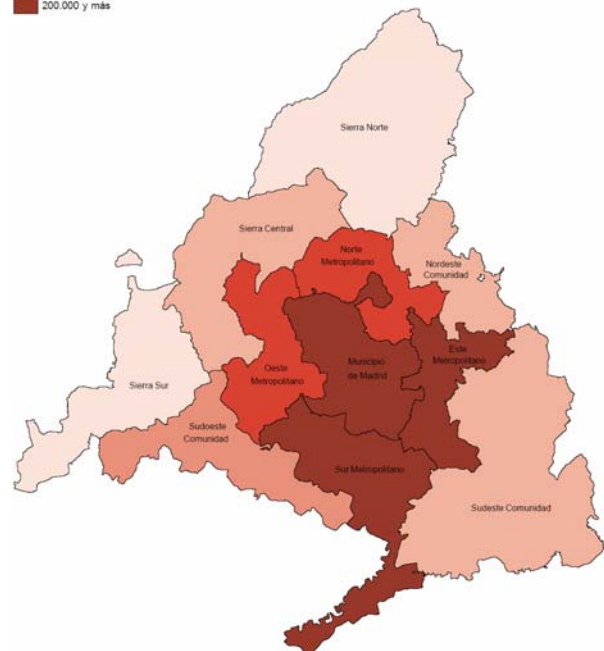 200.000 y más
Sierra Norte
Sierra Central
Norte
Metropolitano
Nordeste
Comunidad
Este
Metropolitano
Municipio
de Madrid
Oeste
Metropolitano
Sierra Sur
Sudoeste
Comunidad
Sur Metropolitano
Sudeste Comunidad